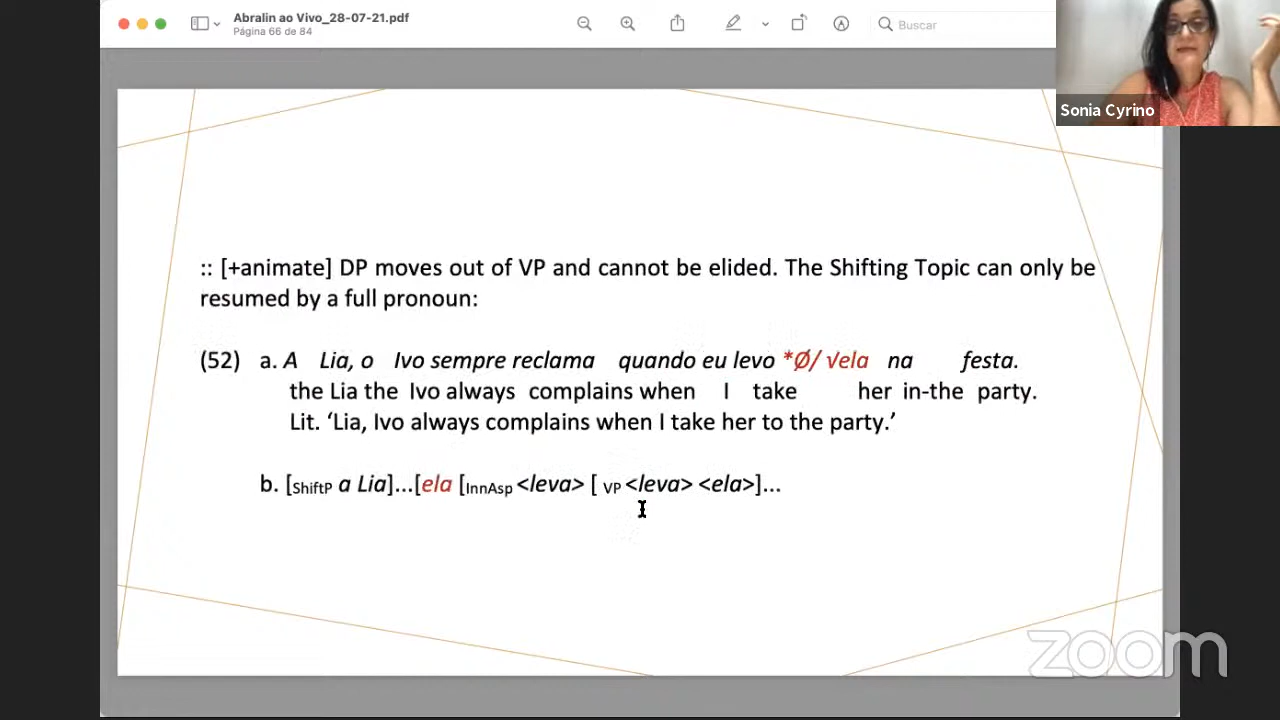 Abralin ao Vivo_28-07-21.pdf
Página 66 de 84
Buscar
Sonia Cyrino
:: [+animate] DP moves out of VP and cannot be elided. The Shifting Topic can only be
resumed by a full pronoun:
(52) a. A Lia, o Ivo sempre reclama quando eu levo *Ø/ √ela na festa.
the Lia the Ivo always complains when I take her in-the party.
Lit. ‘Lia, Ivo always complains when I take her to the party.’
b. [ShiftP a Lia]...[ela [InnAsp <leva> [ VP <leva> <ela>]...
zoom